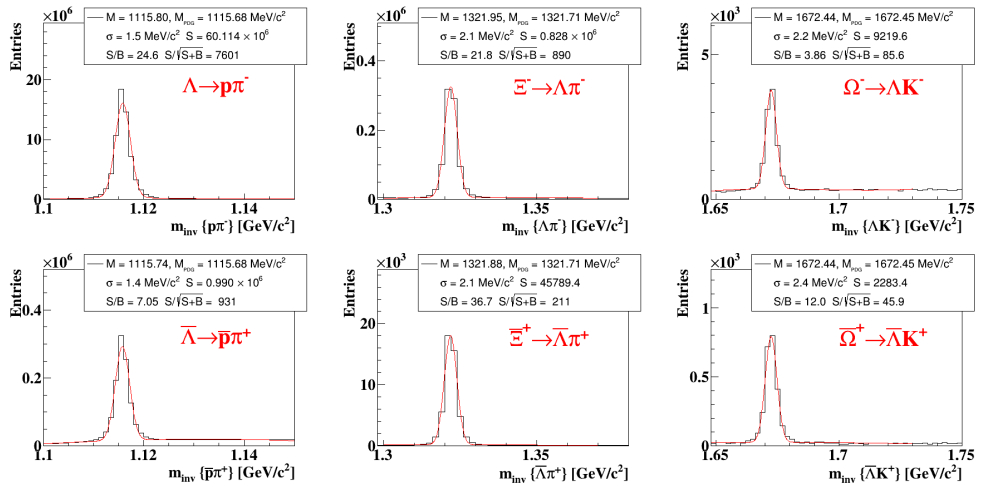 ×10⁶
Entries
M = 1115.80, M_PDG = 1115.68 MeV/c²
σ = 1.5 MeV/c² S = 60.114 × 10⁶
S/B = 24.6 S/√S+B = 7601
Λ→pπ⁻
20
10
0
1.1 1.12 1.14
m_inv {pπ⁻} [GeV/c²]
×10⁶
Entries
M = 1321.95, M_PDG = 1321.71 MeV/c²
σ = 2.1 MeV/c² S = 0.828 × 10⁶
S/B = 21.8 S/√S+B = 890
Ξ⁻→Λπ⁻
0.4
0.2
0
1.3 1.35
m_inv {Λπ⁻} [GeV/c²]
×10³
Entries
M = 1672.44, M_PDG = 1672.45 MeV/c²
σ = 2.2 MeV/c² S = 9219.6
S/B = 3.86 S/√S+B = 85.6
Ω⁻→ΛK⁻
6
4
2
0
1.65 1.7 1.75
m_inv {ΛK⁻} [GeV/c²]
×10⁶
Entries
M = 1115.74, M_PDG = 1115.68 MeV/c²
σ = 1.4 MeV/c² S = 0.990 × 10⁶
S/B = 7.05 S/√S+B = 931
Λ̅→p̅π⁺
0.4
0.2
0
1.1 1.12 1.14
m_inv {p̅π⁺} [GeV/c²]
×10³
Entries
M = 1321.88, M_PDG = 1321.71 MeV/c²
σ = 2.1 MeV/c² S = 45789.4
S/B = 36.7 S/√S+B = 211
Ξ̅⁺→Λ̅π⁺
20
10
0
1.3 1.35
m_inv {Λ̅π⁺} [GeV/c²]
×10³
Entries
M = 1672.44, M_PDG = 1672.45 MeV/c²
σ = 2.4 MeV/c² S = 2283.4
S/B = 12.0 S/√S+B = 45.9
Ω̅⁺→Λ̅K⁺
1
0.5
0
1.65 1.7 1.75
m_inv {Λ̅K⁺} [GeV/c²]